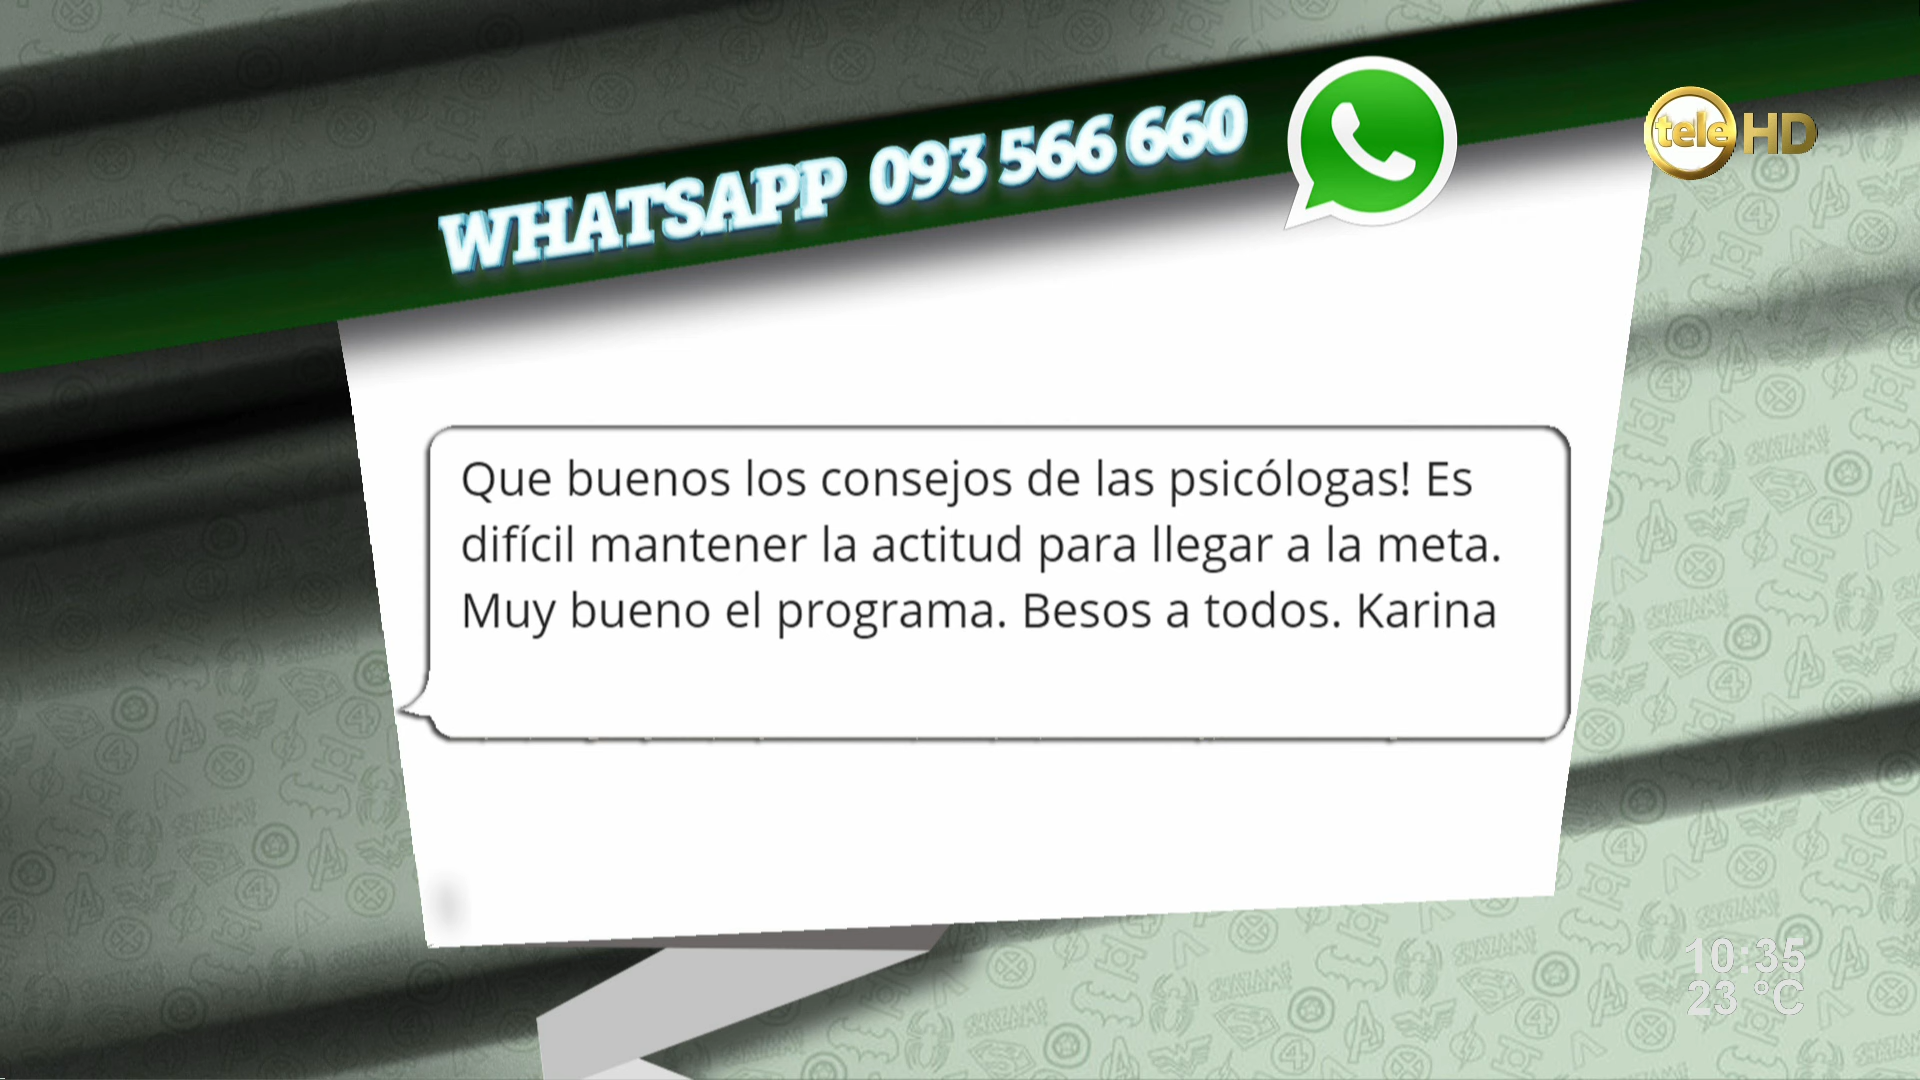 WHATSAPP 093 566 660
tele HD
Que buenos los consejos de las psicólogas! Es
difícil mantener la actitud para llegar a la meta.
Muy bueno el programa. Besos a todos. Karina
10:35
23 °C